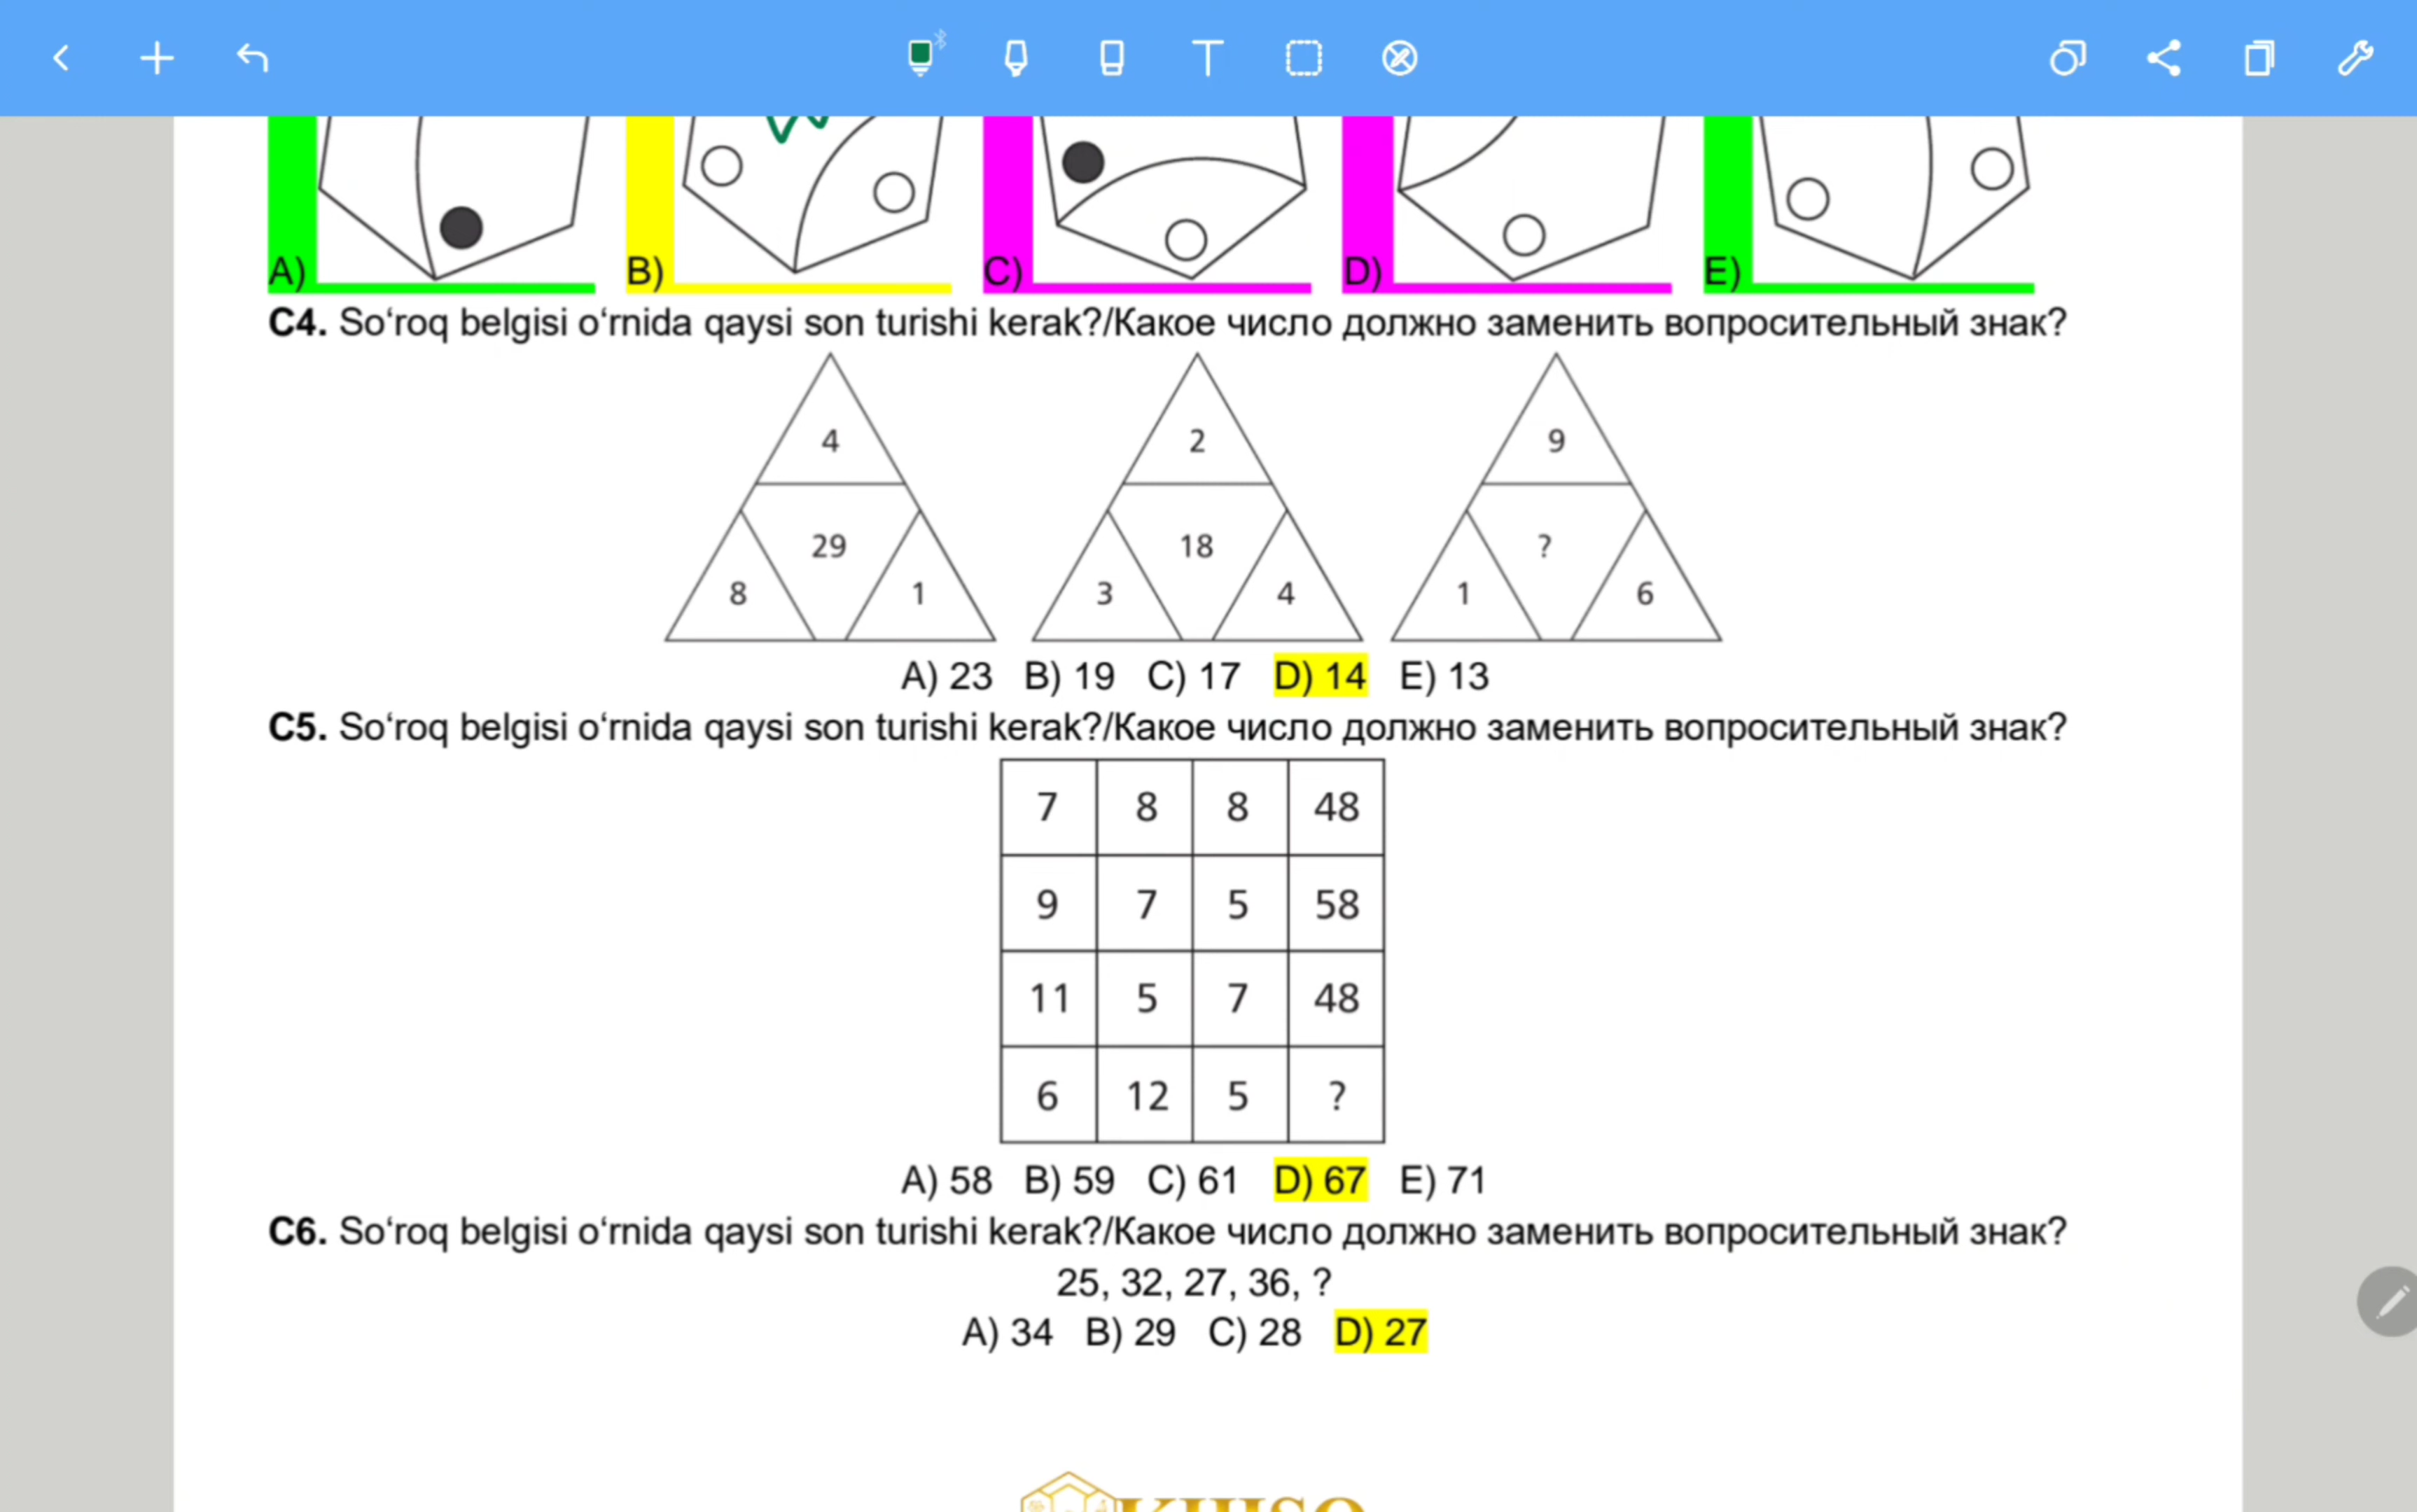 T
A) B) C) D) E)
C4. So‘roq belgisi o‘rnida qaysi son turishi kerak?/Какое число должно заменить вопросительный знак?
4 2 9
29 18 ?
8 1 3 4 1 6
A) 23 B) 19 C) 17 D) 14 E) 13
C5. So‘roq belgisi o‘rnida qaysi son turishi kerak?/Какое число должно заменить вопросительный знак?
7 8 8 48
9 7 5 58
11 5 7 48
6 12 5 ?
A) 58 B) 59 C) 61 D) 67 E) 71
C6. So‘roq belgisi o‘rnida qaysi son turishi kerak?/Какое число должно заменить вопросительный знак?
25, 32, 27, 36, ?
A) 34 B) 29 C) 28 D) 27